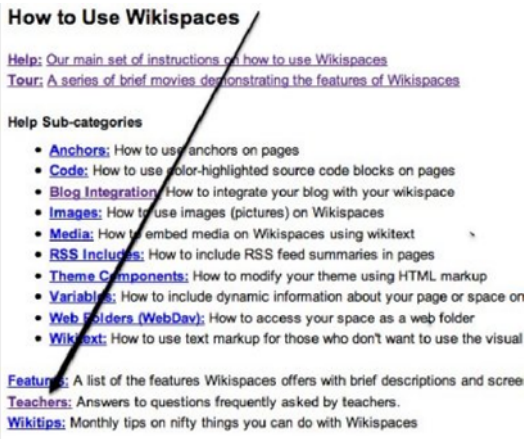 How to Use Wikispaces
Help: Our main set of instructions on how to use Wikispaces
Tour: A series of brief movies demonstrating the features of Wikispaces
Help Sub-categories
• Anchors: How to use anchors on pages
• Code: How to use color-highlighted source code blocks on pages
• Blog Integration: How to integrate your blog with your wikispace
• Images: How to use images (pictures) on Wikispaces
• Media: How to embed media on Wikispaces using wikitext
• RSS Includes: How to include RSS feed summaries in pages
• Theme Components: How to modify your theme using HTML markup
• Variables: How to include dynamic information about your page or space on
• Web Folders (WebDav): How to access your space as a web folder
• Wikitext: How to use text markup for those who don't want to use the visual
Features: A list of the features Wikispaces offers with brief descriptions and scree
Teachers: Answers to questions frequently asked by teachers.
Wikitips: Monthly tips on nifty things you can do with Wikispaces